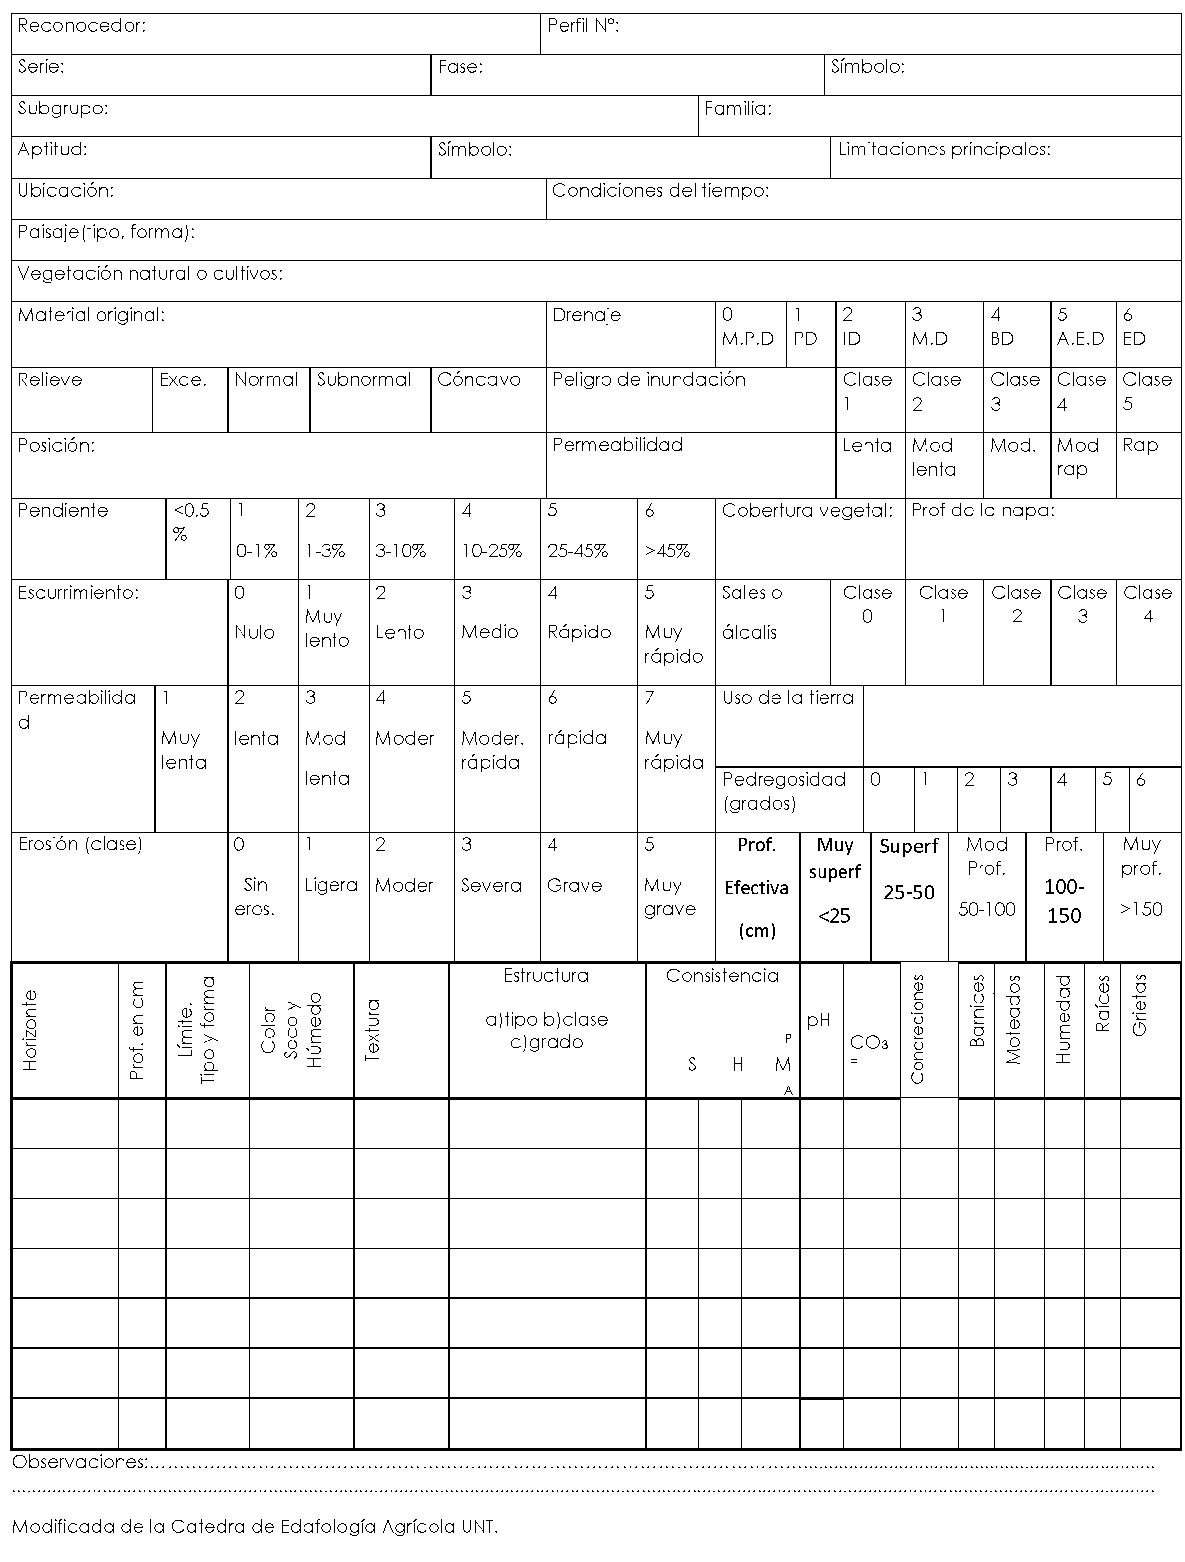 Reconocedor: Perfil N°:
Serie: Fase: Símbolo:
Subgrupo: Familia:
Aptitud: Símbolo: Limitaciones principales:
Ubicación: Condiciones del tiempo:
Paisaje(tipo, forma):
Vegetación natural o cultivos:
Material original: Drenaje 0 1 2 3 4 5 6
M.P.D PD ID M.D BD A.E.D ED
Relieve Exce. Normal Subnormal Cóncavo Peligro de inundación Clase Clase Clase Clase Clase
1 2 3 4 5
Posición: Permeabilidad Lenta Mod Mod. Mod Rap
lenta rap
Pendiente <0.5 1 2 3 4 5 6 Cobertura vegetal: Prof de la napa:
%
0-1% 1-3% 3-10% 10-25% 25-45% >45%
Escurrimiento: 0 1 2 3 4 5 Sales o Clase Clase Clase Clase Clase
Muy 0 1 2 3 4
Nulo lento Lento Medio Rápido Muy álcalis
rápido
Permeabilida 1 2 3 4 5 6 7 Uso de la tierra
d
Muy lenta Mod Moder Moder. rápida Muy
lenta rápida rápida
lenta
Pedregosidad 0 1 2 3 4 5 6
(grados)
Erosión (clase) 0 1 2 3 4 5 Prof. Muy Superf Mod Prof. Muy
superf Prof. prof.
Sin Ligera Moder Severa Grave Muy Efectiva 25-50 100-
eros. grave <25 50-100 150 >150
(cm)
Horizonte Prof. en cm Límite. Color Textura Estructura Consistencia pH CO₃ Concreciones Barnices Moteados Humedad Raíces Grietas
Tipo y forma Seco y a)tipo b)clase P =
Húmedo c)grado S H M
A
Observaciones:................................................................
................................................................
Modificada de la Catedra de Edafología Agrícola UNT.